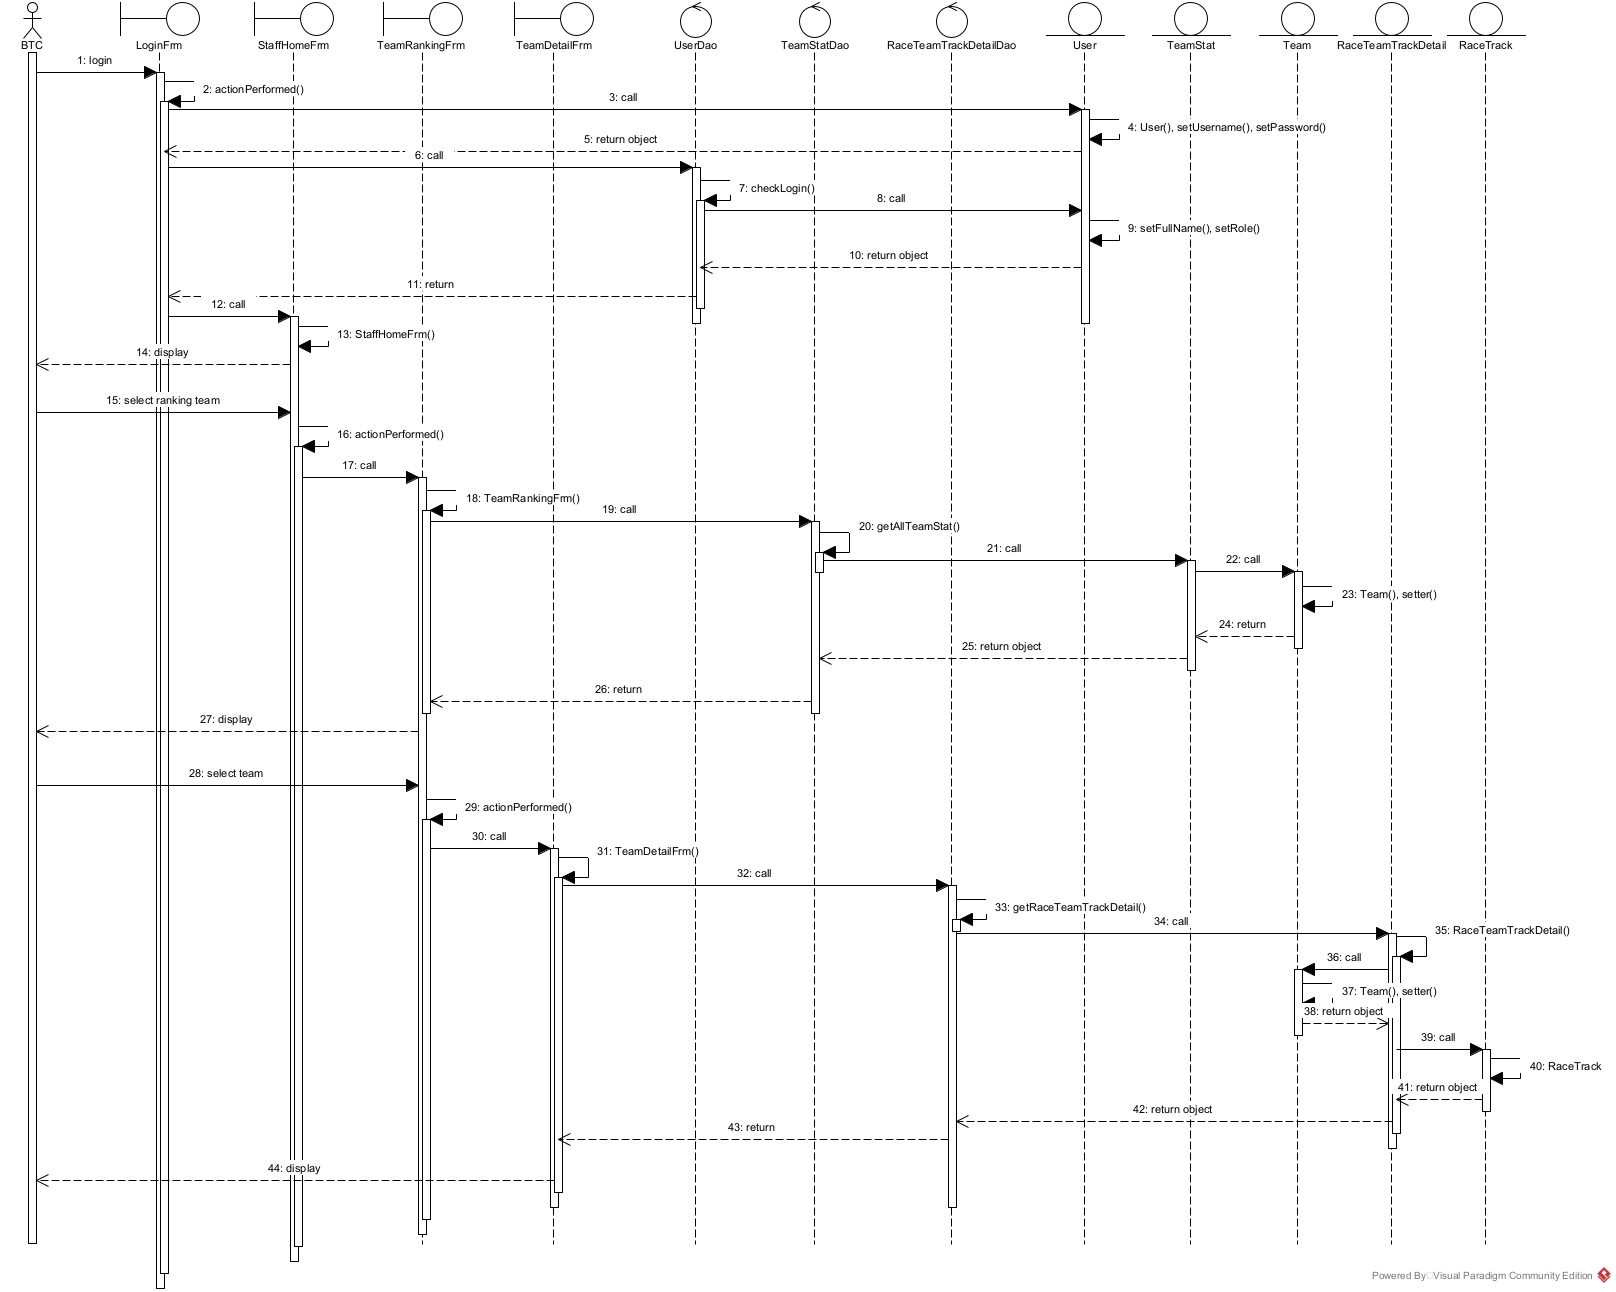 BTC
LoginFrm
StaffHomeFrm
TeamRankingFrm
TeamDetailFrm
UserDao
TeamStatDao
RaceTeamTrackDetailDao
User
TeamStat
Team
RaceTeamTrackDetail
RaceTrack
1: login
2: actionPerformed()
3: call
4: User(), setUsername(), setPassword()
5: return object
6: call
7: checkLogin()
8: call
9: setFullName(), setRole()
10: return object
11: return
12: call
13: StaffHomeFrm()
14: display
15: select ranking team
16: actionPerformed()
17: call
18: TeamRankingFrm()
19: call
20: getAllTeamStat()
21: call
22: call
23: Team(), setter()
24: return
25: return object
26: return
27: display
28: select team
29: actionPerformed()
30: call
31: TeamDetailFrm()
32: call
33: getRaceTeamTrackDetail()
34: call
35: RaceTeamTrackDetail()
36: call
37: Team(), setter()
38: return object
39: call
40: RaceTrack
41: return object
42: return object
43: return
44: display
Powered By Visual Paradigm Community Edition